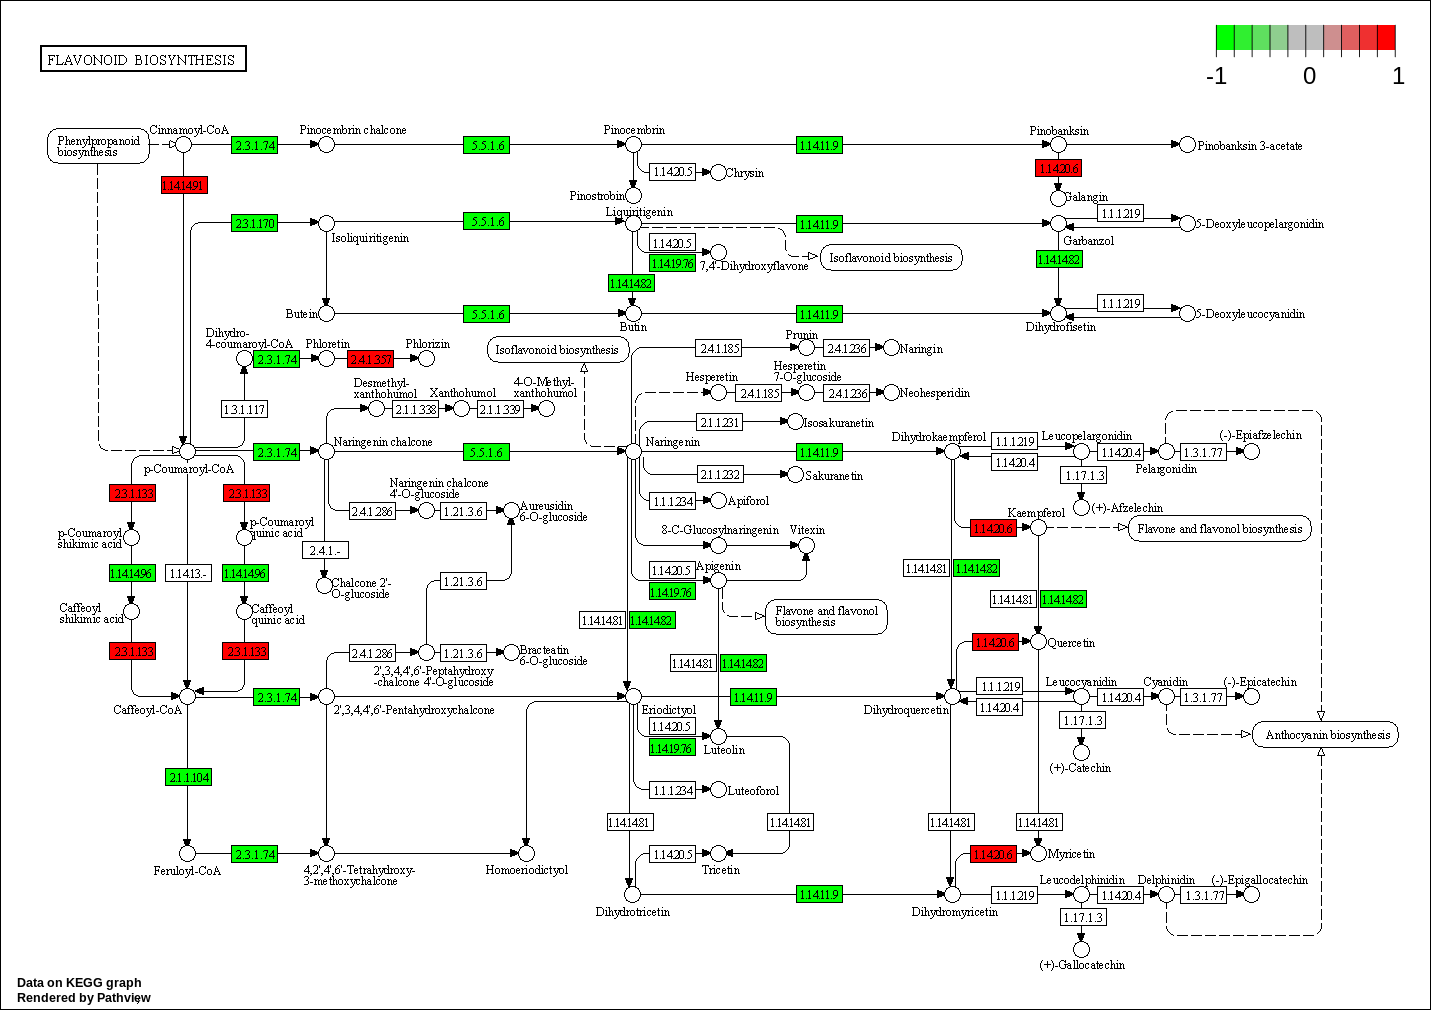 FLAVONOID BIOSYNTHESIS
-1 0 1
Phenylpropanoid
biosynthesis
Cinnamoyl-CoA
2.3.1.74
Pinocembrin chalcone
5.5.1.6
Pinocembrin
1.14.11.9
Pinobanksin
Pinobanksin 3-acetate
1.14.20.5
Chrysin
1.14.20.6
1.14.14.91
Pinostrobin
Galangin
Liquiritigenin
2.3.1.170
5.5.1.6
1.14.11.9
1.1.1.219
5-Deoxyleucopelargonidin
Isoliquiritigenin
1.14.20.5
Garbanzol
1.14.19.76
7,4'-Dihydroxyflavone
Isoflavonoid biosynthesis
1.14.14.82
1.14.14.82
1.1.1.219
Butein
5.5.1.6
Butin
1.14.11.9
Dihydrofisetin
5-Deoxyleucocyanidin
Dihydro-
4-coumaroyl-CoA
2.3.1.74
Phloretin
2.4.1.357
Phlorizin
Isoflavonoid biosynthesis
2.4.1.185
Prunin
2.4.1.236
Naringin
Hesperetin
Hesperetin
7-O-glucoside
2.4.1.185
2.4.1.236
Neohesperidin
Desmethyl-
xanthohumol
2.1.1.338
Xanthohumol
2.1.1.339
4-O-Methyl-
xanthohumol
1.3.1.117
2.1.1.231
Isosakuranetin
2.3.1.74
Naringenin chalcone
5.5.1.6
Naringenin
1.14.11.9
Dihydrokaempferol
1.1.1.219
1.14.20.4
Leucopelargonidin
1.14.20.4
Pelargonidin
1.3.1.77
(-)-Epiafzelechin
p-Coumaroyl-CoA
2.1.1.232
Sakuranetin
1.17.1.3
(+)-Afzelechin
2.3.1.133
2.3.1.133
Naringenin chalcone
4'-O-glucoside
2.4.1.286
1.21.3.6
Aureusidin
6-O-glucoside
1.1.1.234
Apiforol
Kaempferol
1.14.20.6
Flavone and flavonol biosynthesis
p-Coumaroyl
shikimic acid
p-Coumaroyl
quinic acid
8-C-Glucosylnaringenin
Vitexin
2.4.1.-
1.14.14.96
1.14.13.-
1.14.14.96
Chalcone 2'-
O-glucoside
1.21.3.6
1.14.20.5
Apigenin
1.14.19.76
1.14.14.81
1.14.14.82
1.14.14.81
1.14.14.82
Caffeoyl
shikimic acid
Caffeoyl
quinic acid
1.14.14.81
1.14.14.82
Flavone and flavonol
biosynthesis
2.3.1.133
2.3.1.133
2.4.1.286
1.21.3.6
Bracteatin
6-O-glucoside
1.14.14.81
1.14.14.82
1.14.20.6
Quercetin
2',3,4,4',6'-Peptahydroxy
-chalcone 4'-O-glucoside
Caffeoyl-CoA
2.3.1.74
2',3,4,4',6'-Pentahydroxychalcone
Eriodictyol
1.14.11.9
Dihydroquercetin
1.1.1.219
1.14.20.4
Leucocyanidin
1.14.20.4
Cyanidin
1.3.1.77
(-)-Epicatechin
1.14.20.5
1.14.19.76
Luteolin
1.17.1.3
(+)-Catechin
Anthocyanin biosynthesis
2.1.1.104
1.1.1.234
Luteoforol
1.14.14.81
1.14.14.81
1.14.14.81
1.14.14.81
Feruloyl-CoA
2.3.1.74
4,2',4',6'-Tetrahydroxy-
3-methoxychalcone
Homoeriodictyol
1.14.20.5
Tricetin
1.14.20.6
Myricetin
Dihydrotricetin
1.14.11.9
Dihydromyricetin
1.1.1.219
Leucodelphinidin
1.14.20.4
Delphinidin
1.3.1.77
(-)-Epigallocatechin
1.17.1.3
(+)-Gallocatechin
Data on KEGG graph
Rendered by Pathview